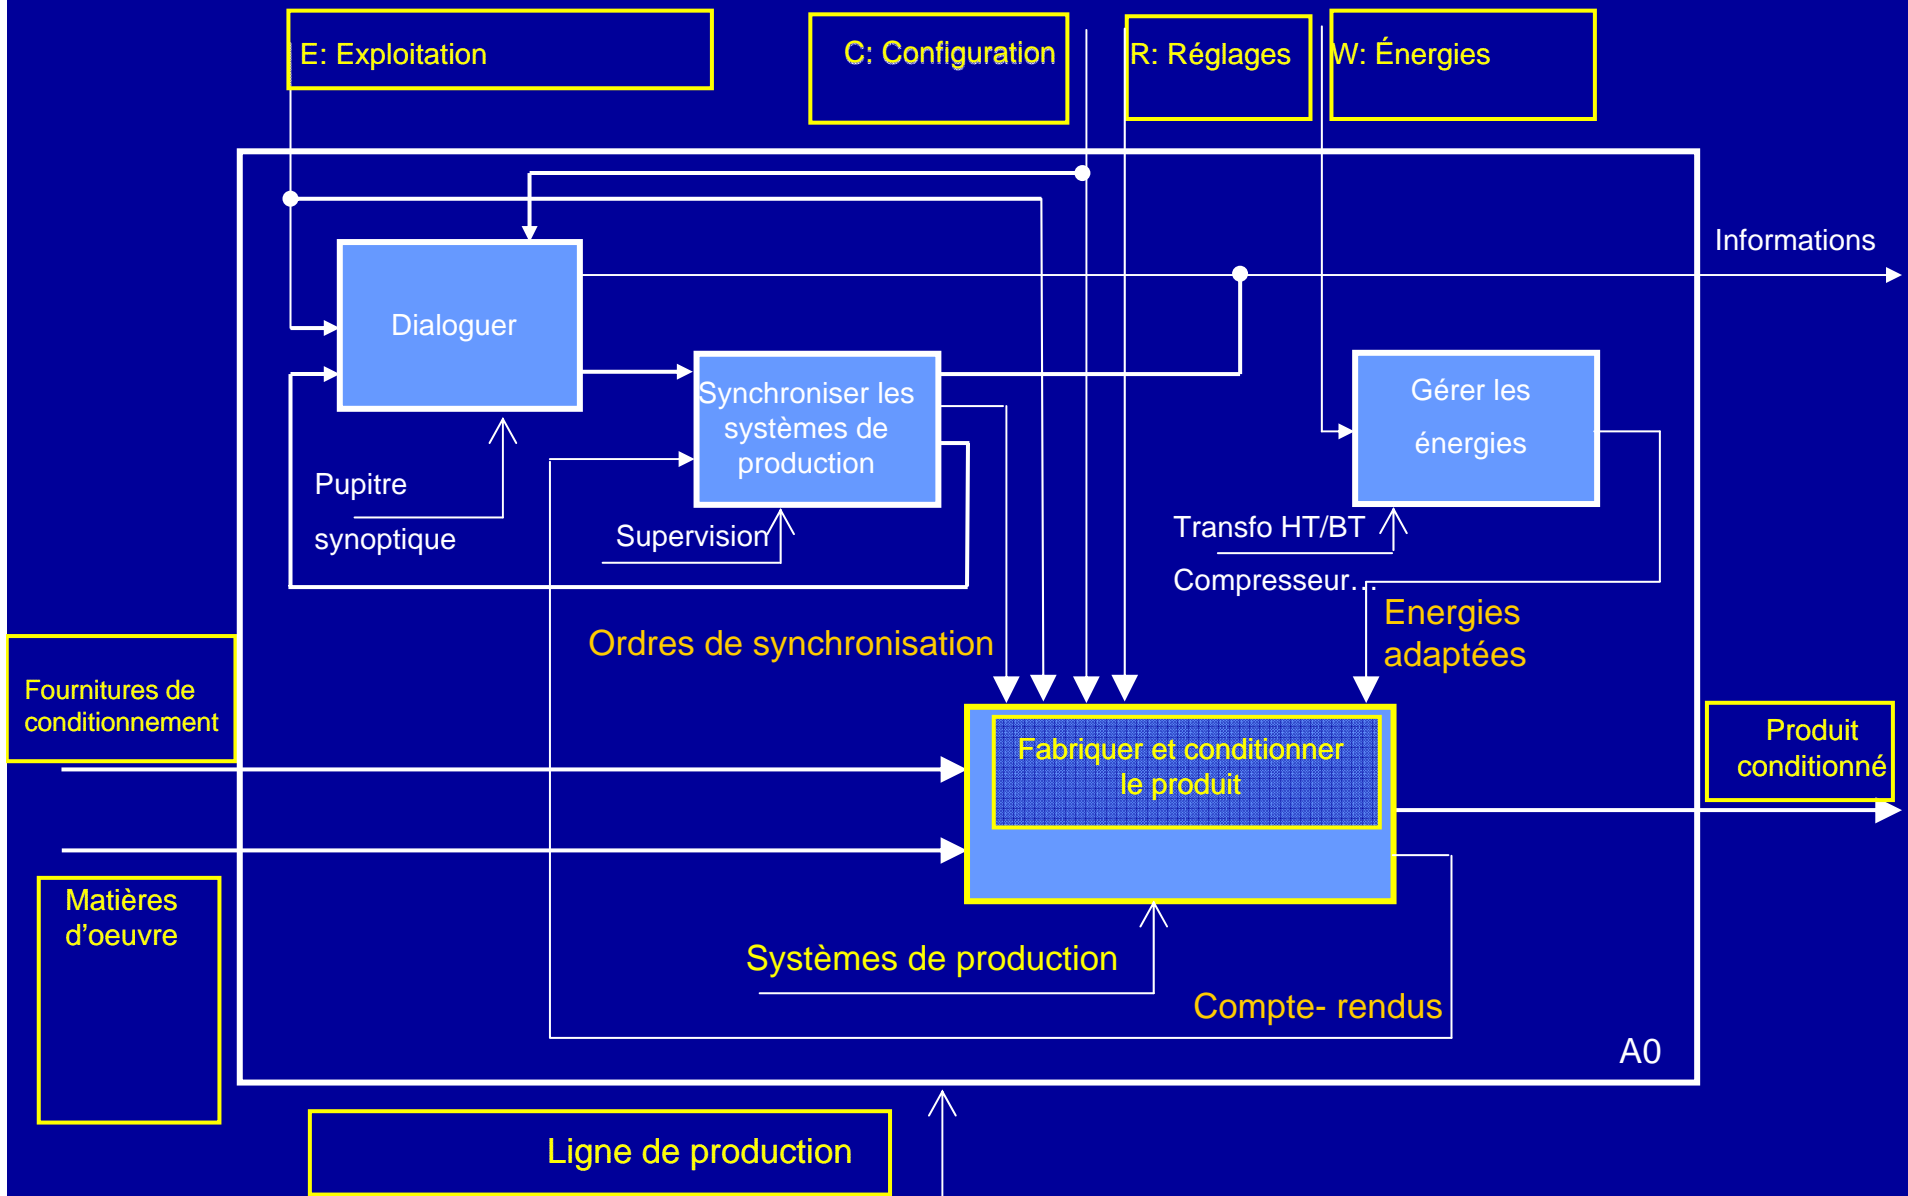 E: Exploitation
C: Configuration
R: Réglages
W: Énergies
Informations
Dialoguer
Synchroniser les
systèmes de
production
Gérer les
énergies
Pupitre
synoptique
Supervision
Transfo HT/BT
Compresseur…
Energies
adaptées
Ordres de synchronisation
Fournitures de
conditionnement
Fabriquer et conditionner
le produit
Produit
conditionné
Matières
d'oeuvre
Systèmes de production
Compte- rendus
A0
Ligne de production